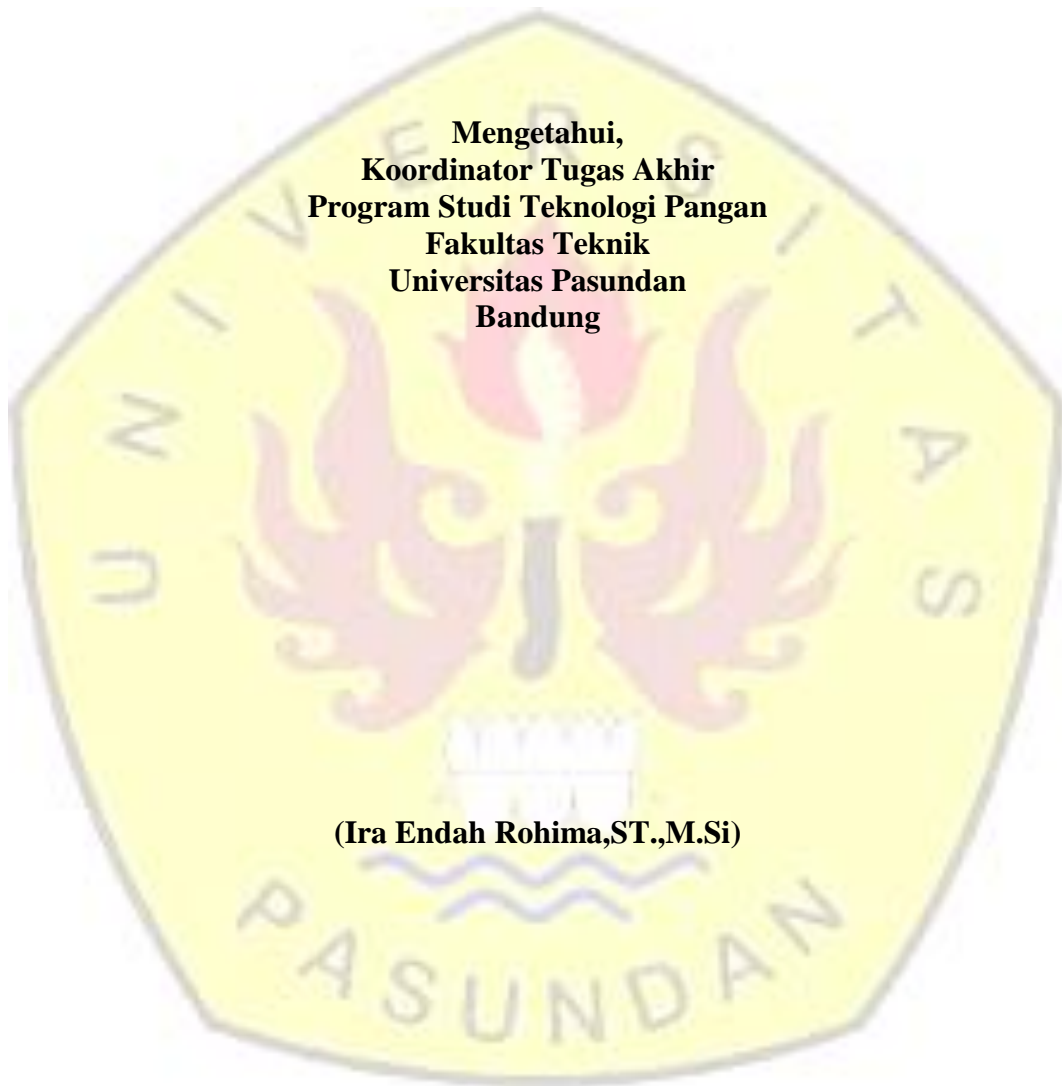 Mengetahui,
Koordinator Tugas Akhir
Program Studi Teknologi Pangan
Fakultas Teknik
Universitas Pasundan
Bandung
(Ira Endah Rohima,ST.,M.Si)
UNIVERSITAS
PASUNDAN